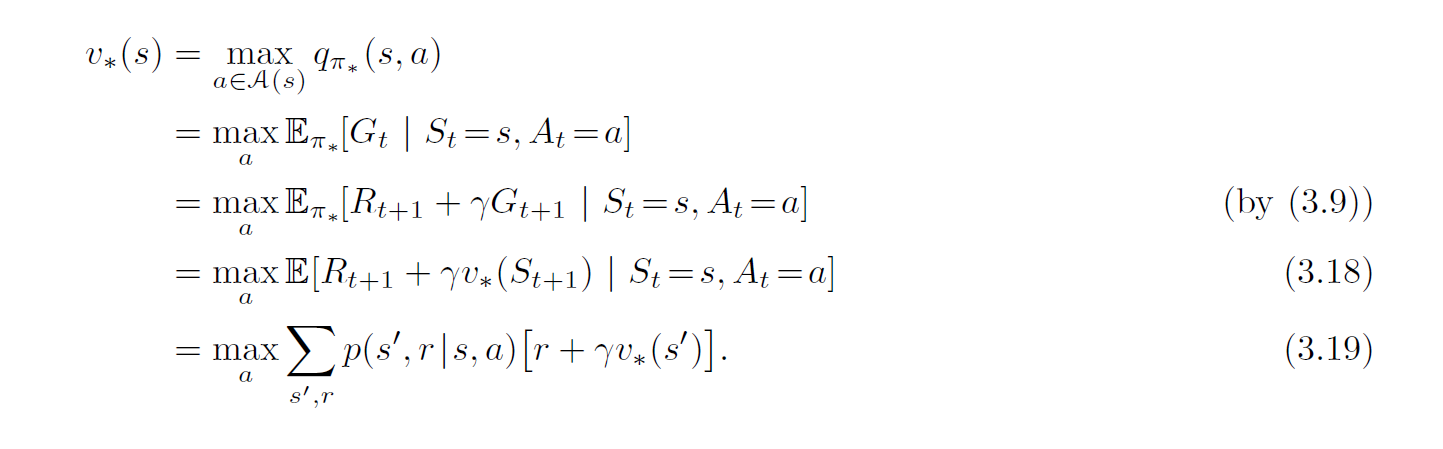 v_*(s) = max_{a∈𝒜(s)} q_{π_*}(s, a)
= max_a 𝔼_{π_*}[G_t | S_t = s, A_t = a]
= max_a 𝔼_{π_*}[R_{t+1} + γG_{t+1} | S_t = s, A_t = a] (by (3.9))
= max_a 𝔼[R_{t+1} + γv_*(S_{t+1}) | S_t = s, A_t = a] (3.18)
= max_a ∑_{s',r} p(s', r | s, a)[r + γv_*(s')]. (3.19)